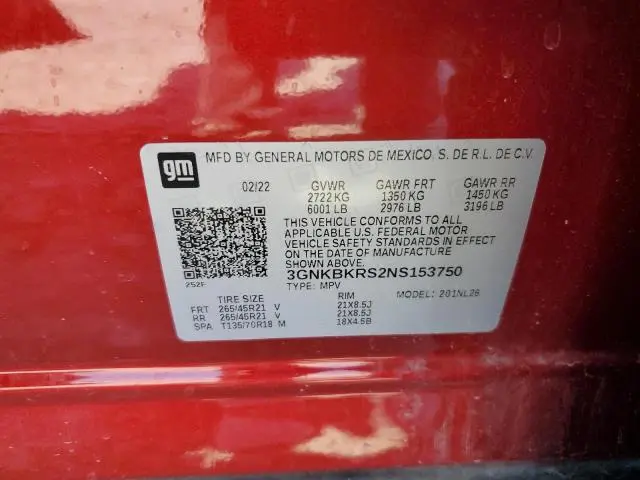 gm MFD BY GENERAL MOTORS DE MEXICO, S. DE R.L. DE C.V.
02/22 GVWR GAWR FRT GAWR RR
2722 KG 1350 KG 1450 KG
6001 LB 2976 LB 3196 LB
THIS VEHICLE CONFORMS TO ALL
APPLICABLE U.S. FEDERAL MOTOR
VEHICLE SAFETY STANDARDS IN EFFECT
ON THE DATE OF MANUFACTURE
SHOWN ABOVE.
3GNKBKRS2NS153750
252F TYPE: MPV MODEL: 201NL26
TIRE SIZE RIM
FRT 265/45R21 V 21X8.5J
RR 265/45R21 V 21X8.5J
SPA T135/70R18 M 18X4.5B